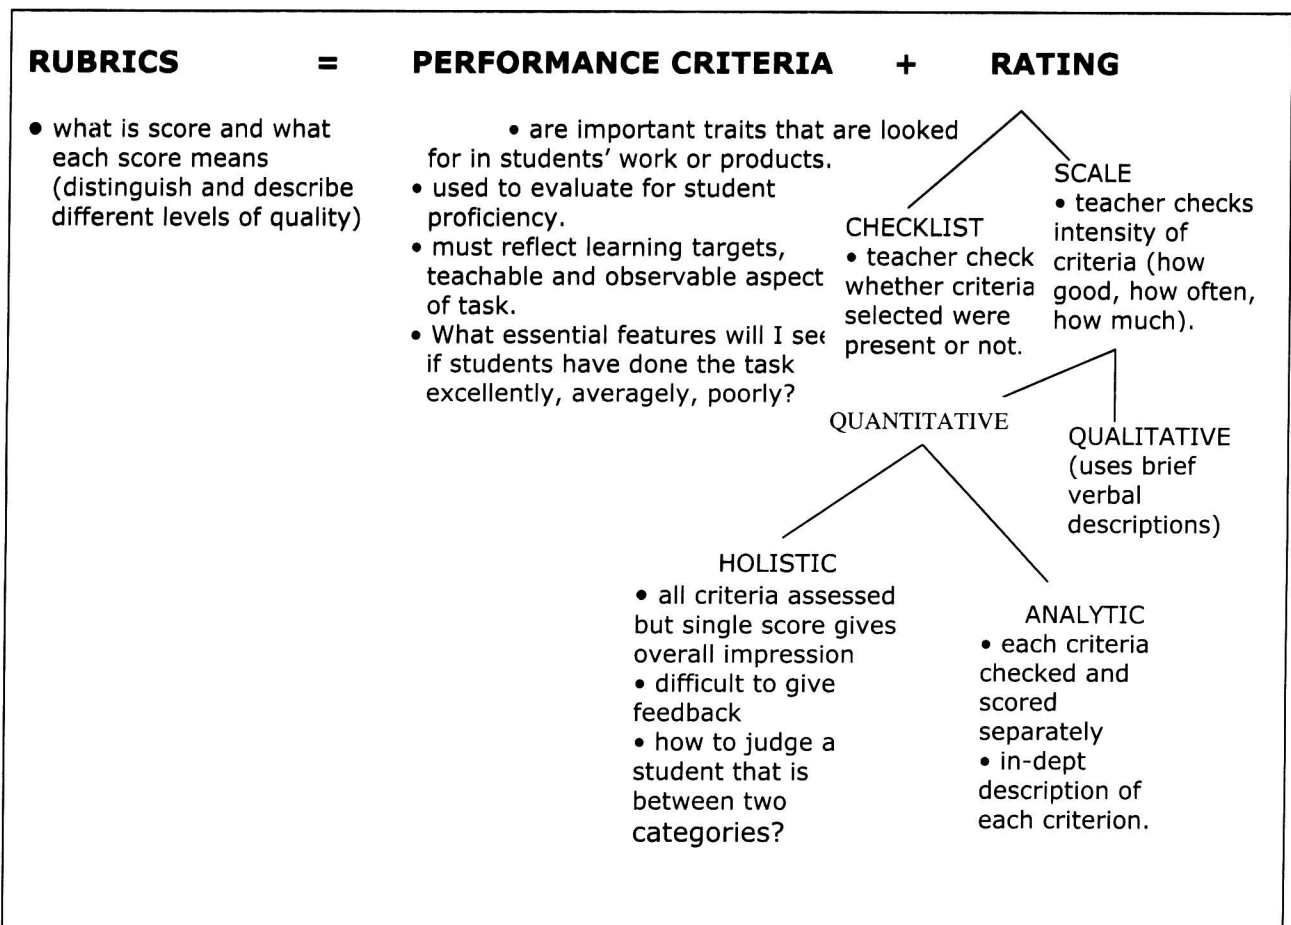 RUBRICS = PERFORMANCE CRITERIA + RATING
• what is score and what
each score means
(distinguish and describe
different levels of quality)
• are important traits that are looked
for in students' work or products.
• used to evaluate for student
proficiency.
• must reflect learning targets,
teachable and observable aspect
of task.
• What essential features will I see
if students have done the task
excellently, averagely, poorly?
CHECKLIST
• teacher check
whether criteria
selected were
present or not.
SCALE
• teacher checks
intensity of
criteria (how
good, how often,
how much).
QUANTITATIVE
QUALITATIVE
(uses brief
verbal
descriptions)
HOLISTIC
• all criteria assessed
but single score gives
overall impression
• difficult to give
feedback
• how to judge a
student that is
between two
categories?
ANALYTIC
• each criteria
checked and
scored
separately
• in-dept
description of
each criterion.